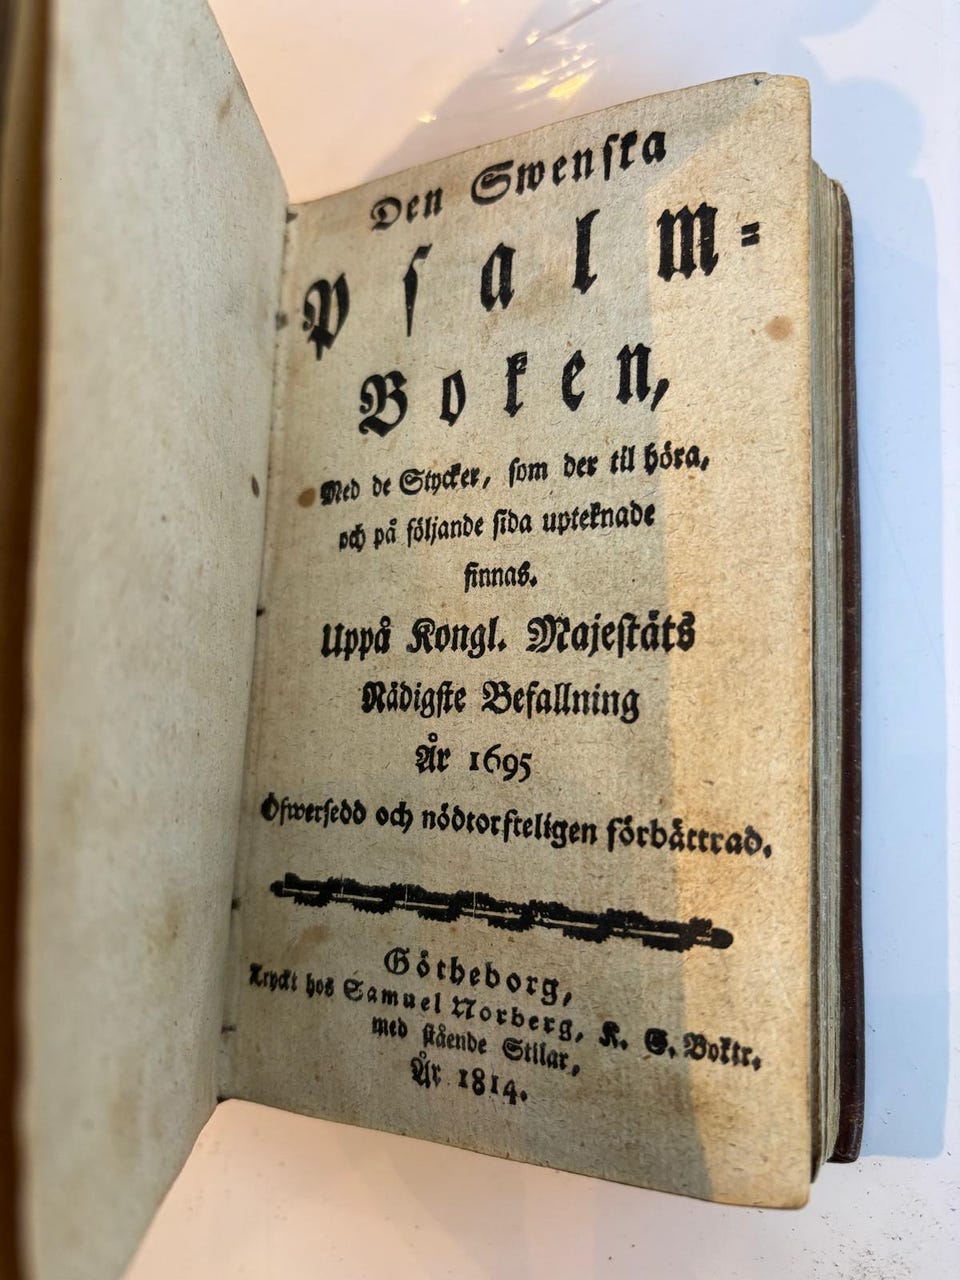 Den Swenska
Psalm-
Boken,
Med de Stycker, som der til höra,
och på följande sida upteknade
finnas.
Uppå Kongl. Majestäts
Nådigste Befallning
År 1695
Öfwersedd och nödtorfteligen förbättrad.
Götheborg,
Tryckt hos Samuel Norberg, K. G. Boktr.
med stående Stilar,
År 1814.